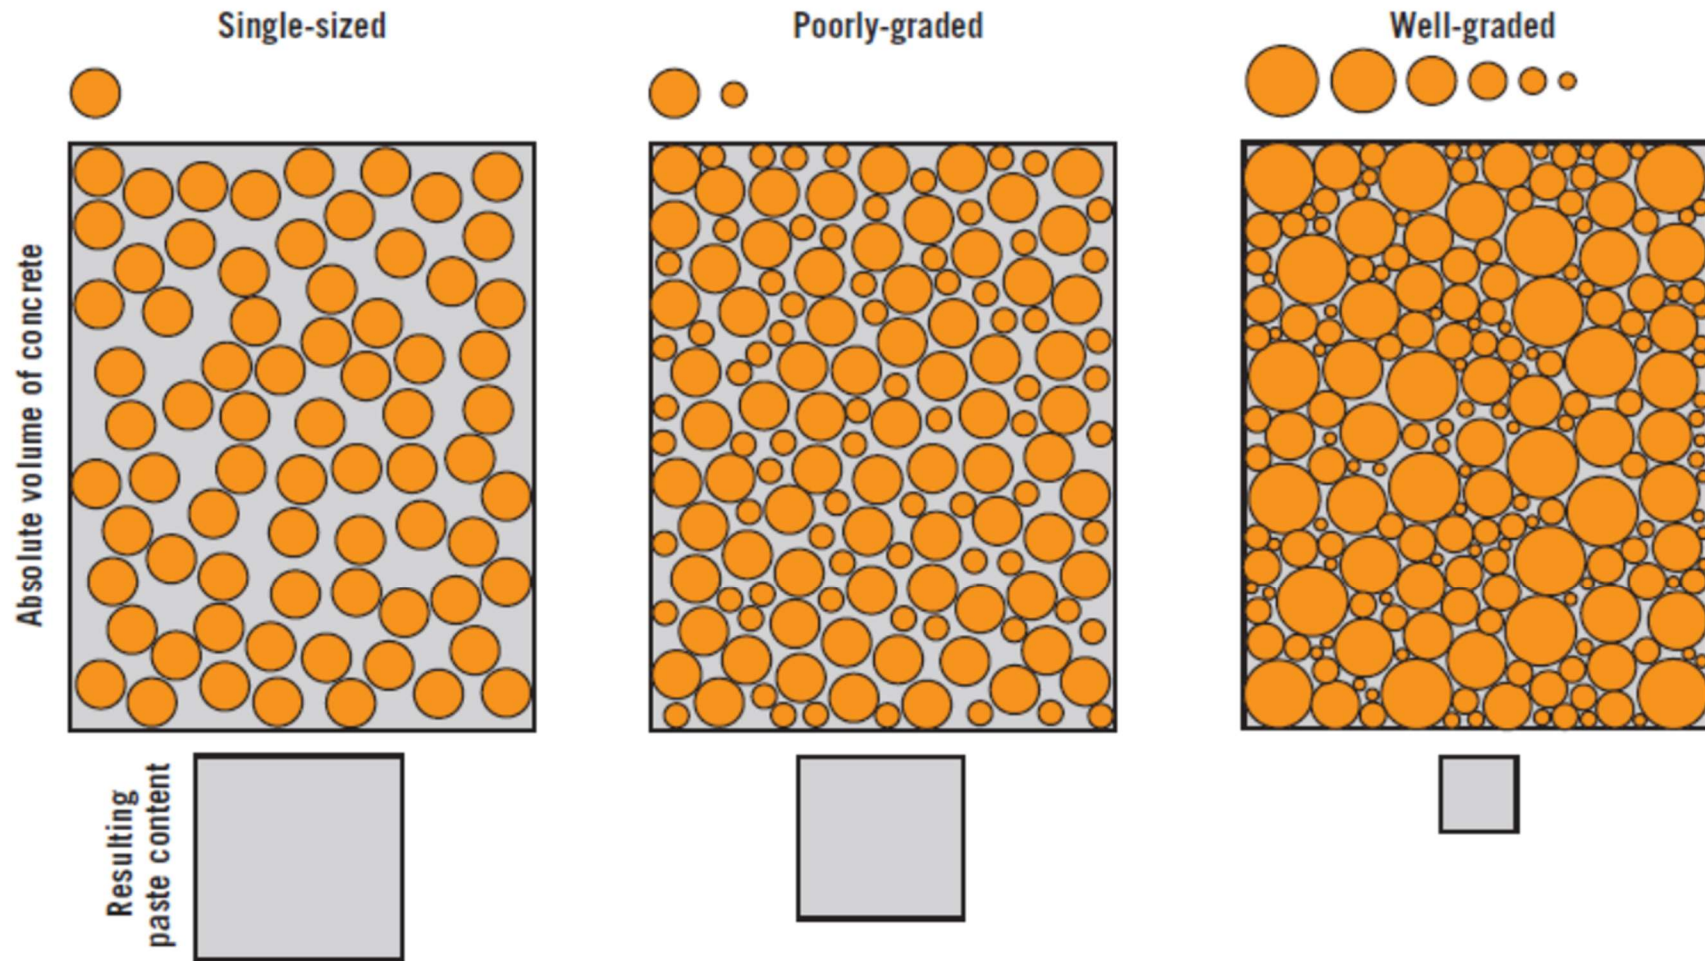 Single-sized
Poorly-graded
Well-graded
Absolute volume of concrete
Resulting
paste content